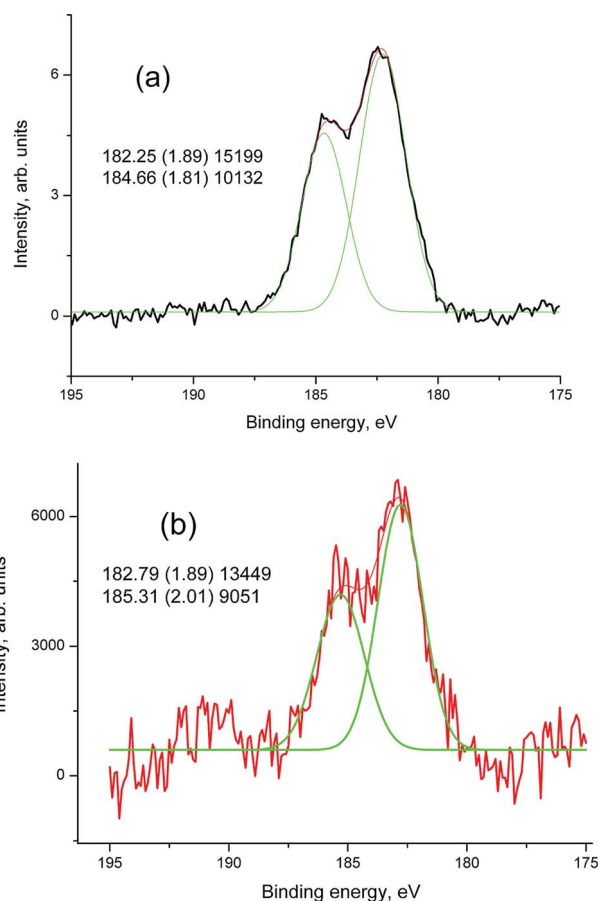 (a)
6
182.25 (1.89) 15199
184.66 (1.81) 10132
3
0
Intensity, arb. units
195 190 185 180 175
Binding energy, eV
(b)
6000
182.79 (1.89) 13449
185.31 (2.01) 9051
3000
0
arb. units
195 190 185 180 175
Binding energy, eV